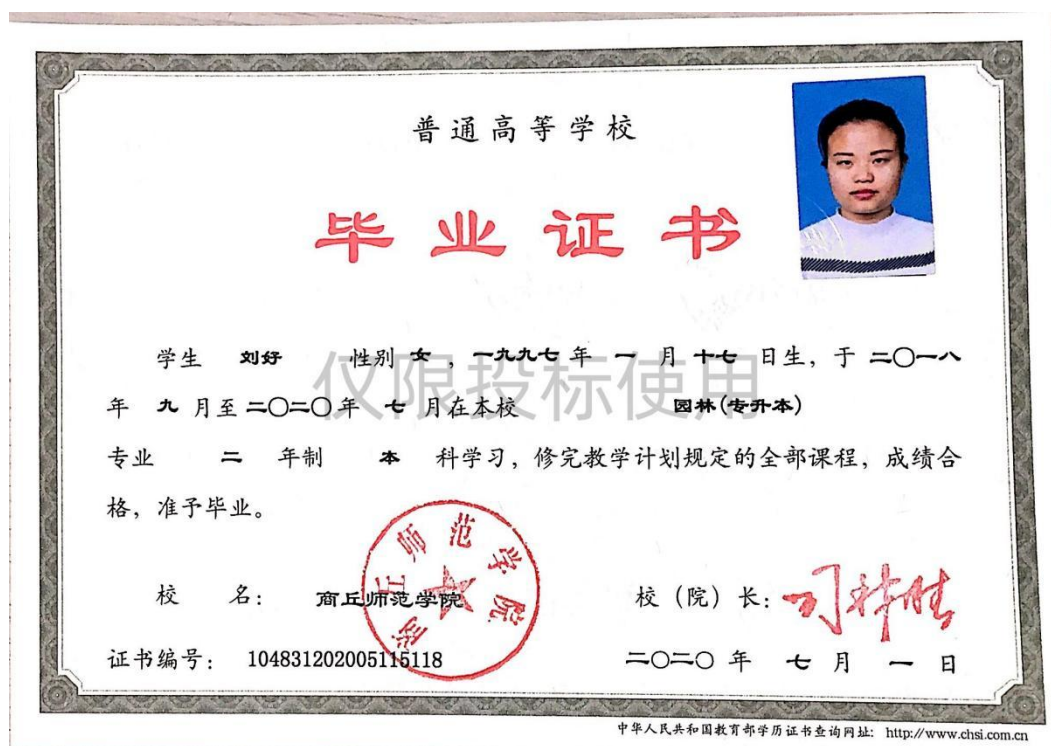 普通高等学校
毕业证书
学生 刘好 性别 女，一九九七 年 一 月 十七 日生，于 二〇一八
年 九 月至 二〇二〇 年 七 月在本校 园林(专升本)
专业 二 年制 本 科学习，修完教学计划规定的全部课程，成绩合
格，准予毕业。
仅限投标使用
商丘师范学院
校 名： 商丘师范学院 校（院）长：
证书编号： 104831202005115118 二〇二〇 年 七 月 一 日
中华人民共和国教育部学历证书查询网址： http://www.chsi.com.cn